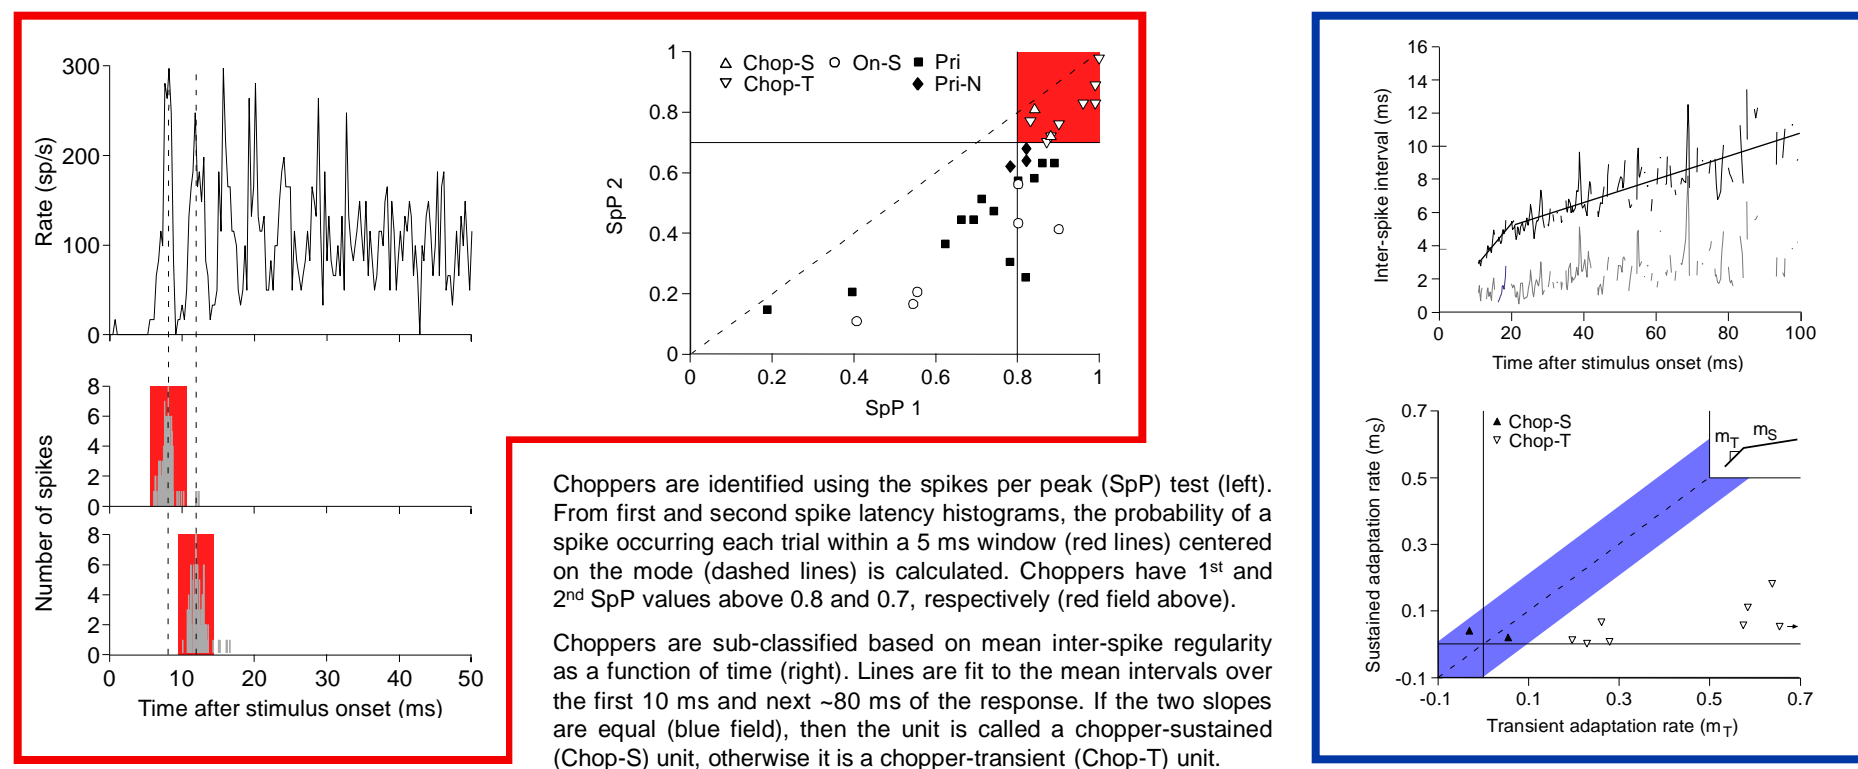 300
200
100
0
Rate (sp/s)
8
6
4
2
0
8
6
4
2
0
Number of spikes
0 10 20 30 40 50
Time after stimulus onset (ms)
1
0.8
0.6
0.4
0.2
0
SpP 2
Chop-S On-S Pri
Chop-T Pri-N
0 0.2 0.4 0.6 0.8 1
SpP 1
Choppers are identified using the spikes per peak (SpP) test (left).
From first and second spike latency histograms, the probability of a
spike occurring each trial within a 5 ms window (red lines) centered
on the mode (dashed lines) is calculated. Choppers have 1st and
2nd SpP values above 0.8 and 0.7, respectively (red field above).
Choppers are sub-classified based on mean inter-spike regularity
as a function of time (right). Lines are fit to the mean intervals over
the first 10 ms and next ~80 ms of the response. If the two slopes
are equal (blue field), then the unit is called a chopper-sustained
(Chop-S) unit, otherwise it is a chopper-transient (Chop-T) unit.
16
14
12
10
8
6
4
2
0
Inter-spike interval (ms)
0 20 40 60 80 100
Time after stimulus onset (ms)
0.7
0.5
0.3
0.1
-0.1
Sustained adaptation rate (mS)
Chop-S
Chop-T
mT mS
-0.1 0.1 0.3 0.5 0.7
Transient adaptation rate (mT)